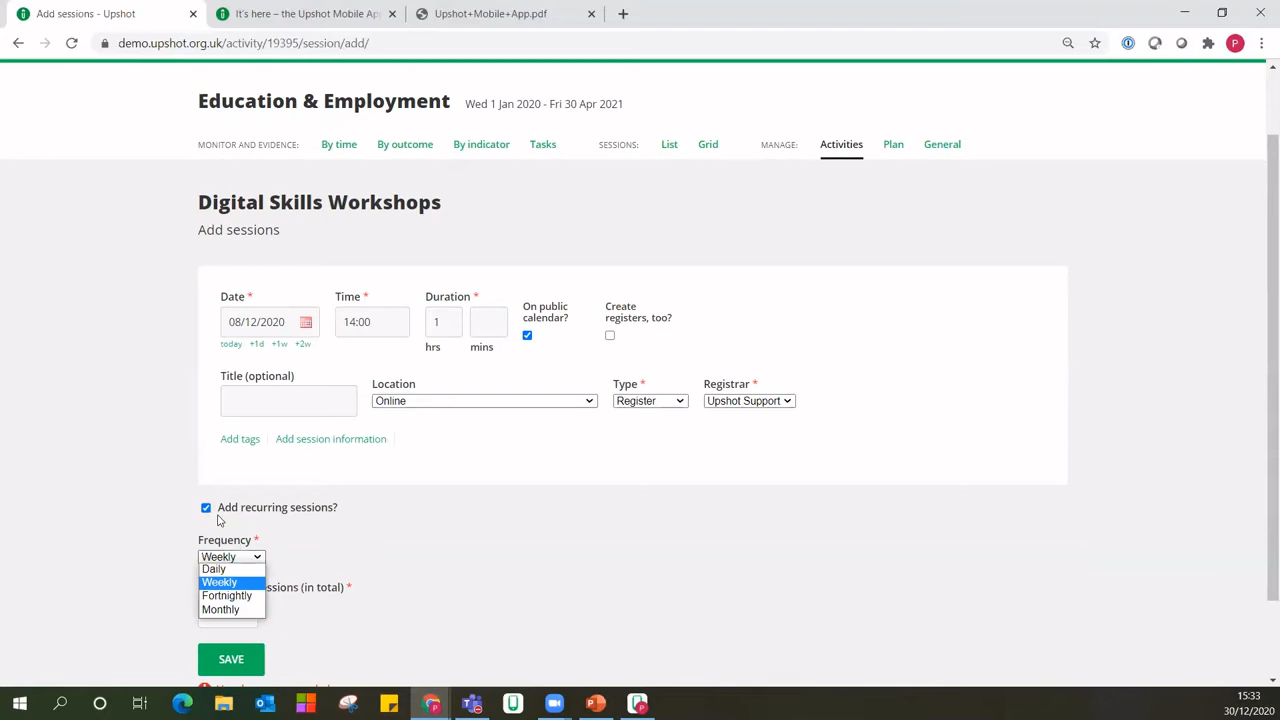 Add sessions - Upshot
It's here – the Upshot Mobile Ap
Upshot+Mobile+App.pdf
demo.upshot.org.uk/activity/19395/session/add/
P
Education & Employment Wed 1 Jan 2020 - Fri 30 Apr 2021
MONITOR AND EVIDENCE: By time By outcome By indicator Tasks SESSIONS: List Grid MANAGE: Activities Plan General
Digital Skills Workshops
Add sessions
Date * Time * Duration * On public calendar? Create registers, too?
08/12/2020 14:00 1
today +1d +1w +2w hrs mins
Title (optional) Location Type * Registrar *
Online Register Upshot Support
Add tags Add session information
Add recurring sessions?
Frequency *
Weekly
Daily
Weekly
ssions (in total) *
Fortnightly
Monthly
SAVE
15:33
30/12/2020